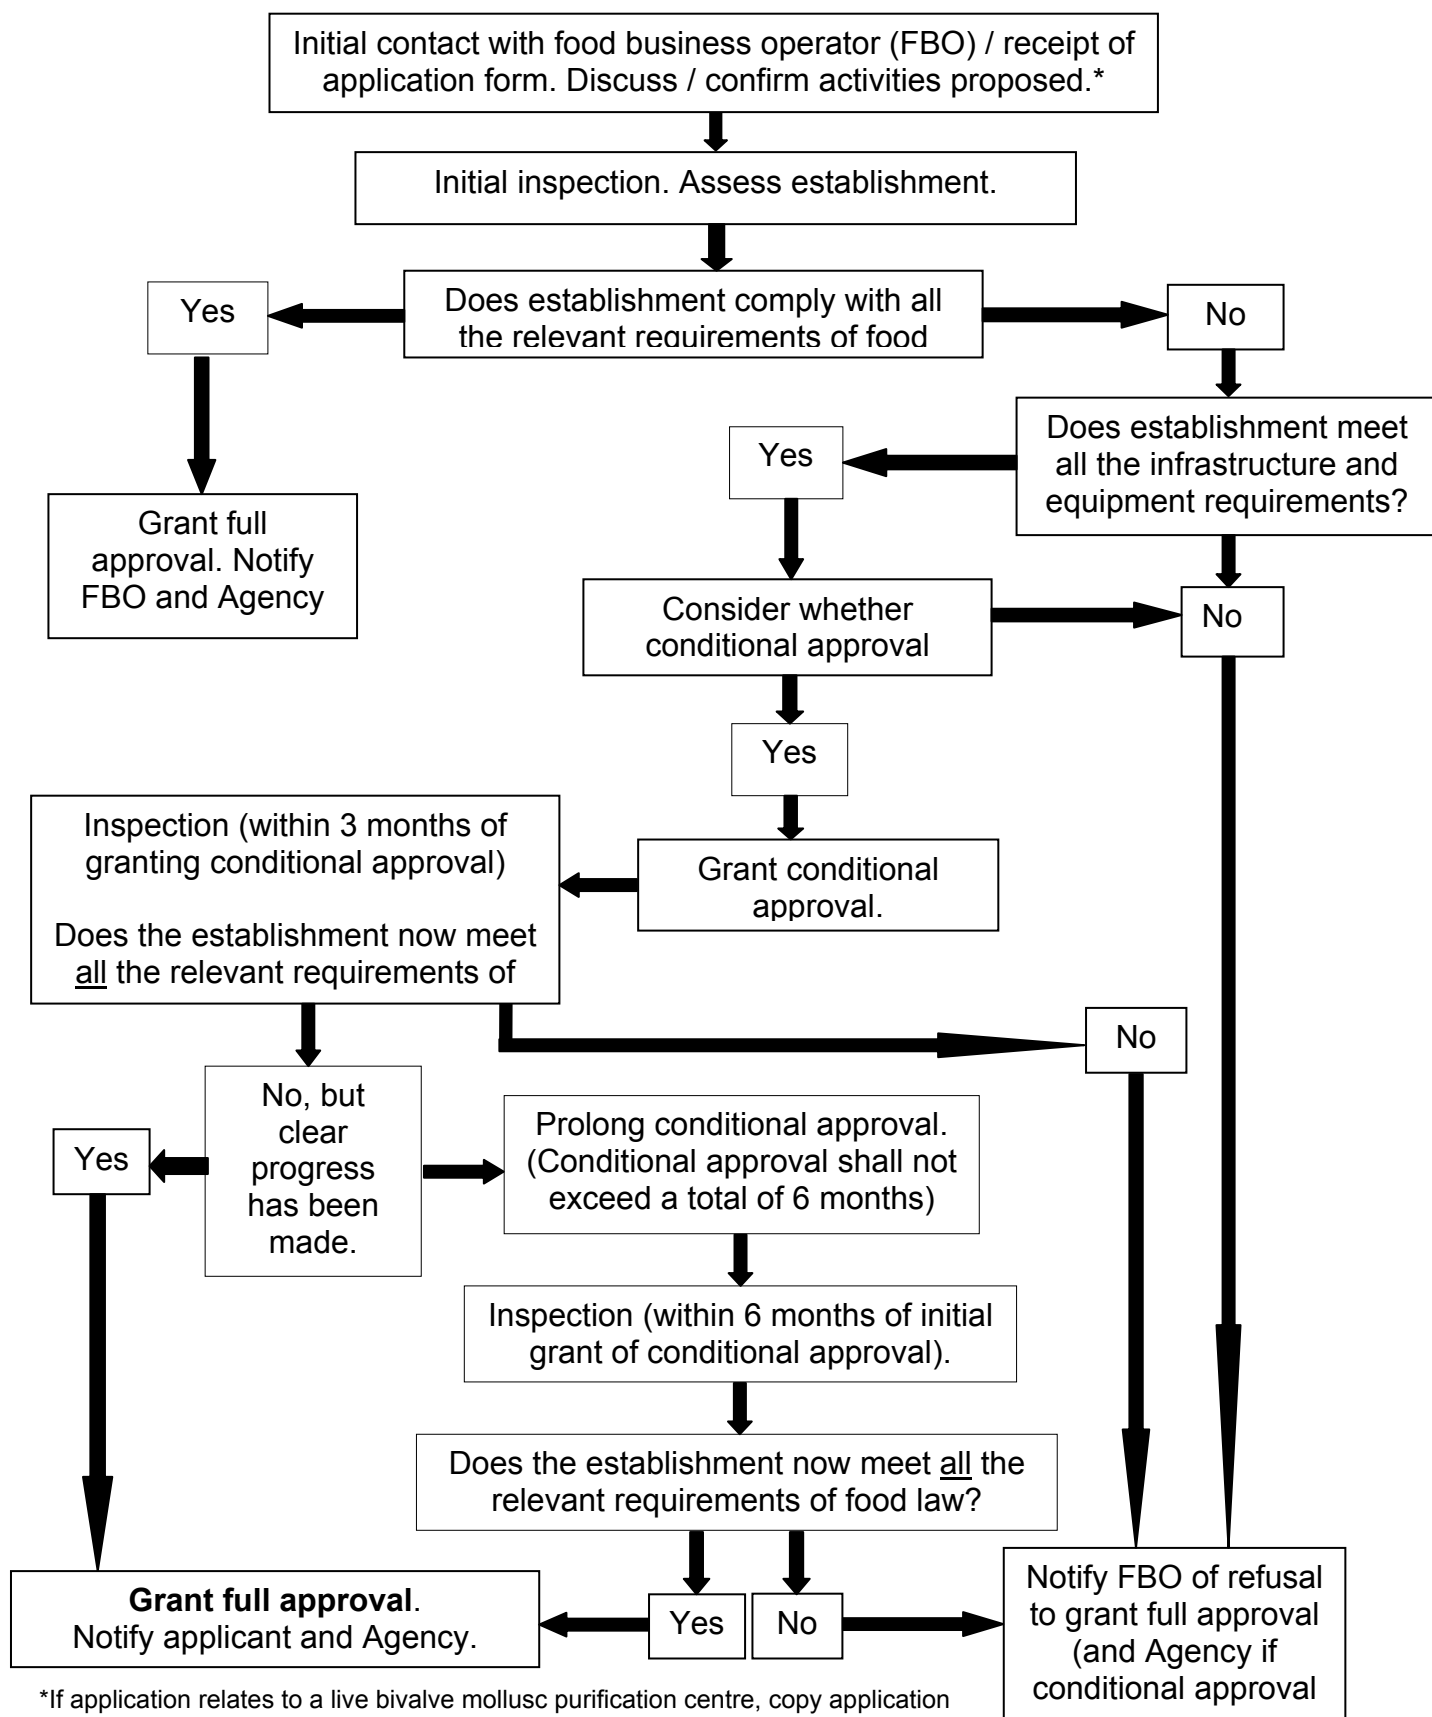 Initial contact with food business operator (FBO) / receipt of
application form. Discuss / confirm activities proposed.*
Initial inspection. Assess establishment.
Does establishment comply with all
the relevant requirements of food
Yes
No
Grant full
approval. Notify
FBO and Agency
Does establishment meet
all the infrastructure and
equipment requirements?
Yes
No
Consider whether
conditional approval
Yes
Grant conditional
approval.
Inspection (within 3 months of
granting conditional approval)
Does the establishment now meet
all the relevant requirements of
No
No, but
clear
progress
has been
made.
Yes
Prolong conditional approval.
(Conditional approval shall not
exceed a total of 6 months)
Inspection (within 6 months of initial
grant of conditional approval).
Does the establishment now meet all the
relevant requirements of food law?
Yes
No
Grant full approval.
Notify applicant and Agency.
Notify FBO of refusal
to grant full approval
(and Agency if
conditional approval
*If application relates to a live bivalve mollusc purification centre, copy application